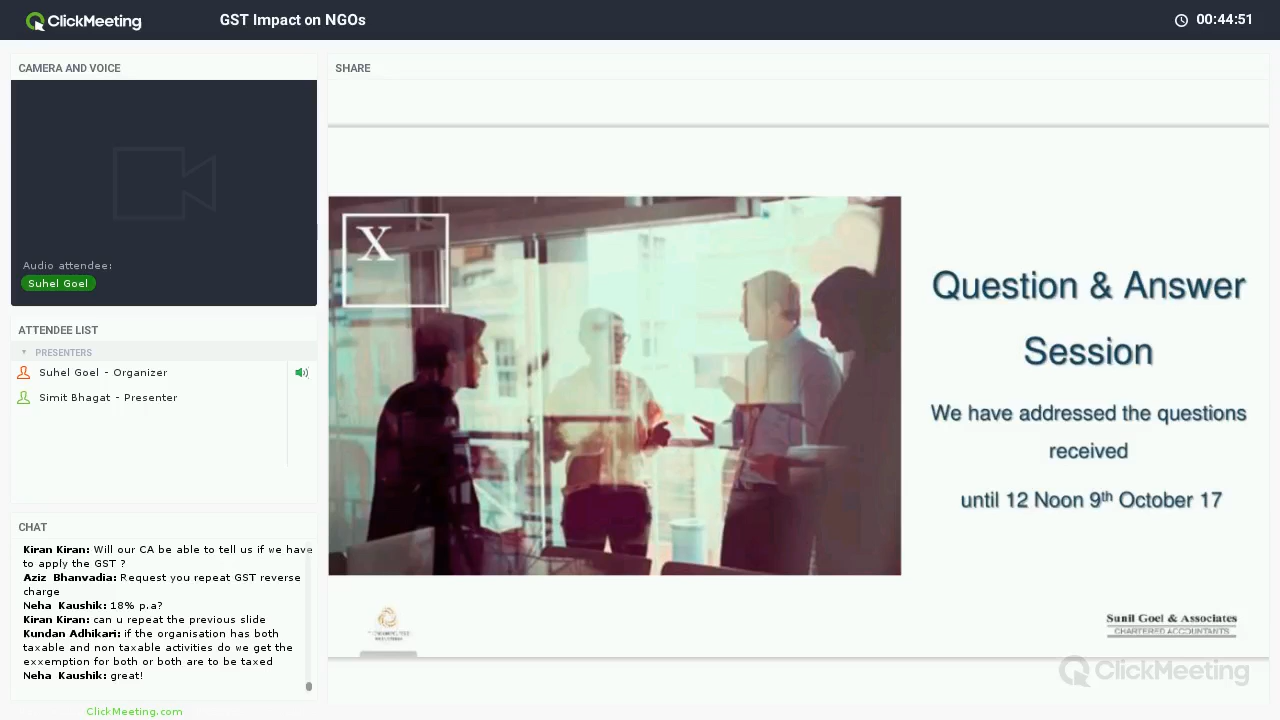 ClickMeeting
GST Impact on NGOs
00:44:51
CAMERA AND VOICE
Audio attendee:
Suhel Goel
ATTENDEE LIST
PRESENTERS
Suhel Goel - Organizer
Simit Bhagat - Presenter
CHAT
Kiran Kiran: Will our CA be able to tell us if we have
to apply the GST ?
Aziz Bhanvadia: Request you repeat GST reverse
charge
Neha Kaushik: 18% p.a?
Kiran Kiran: can u repeat the previous slide
Kundan Adhikari: if the organisation has both
taxable and non taxable activities do we get the
exxemption for both or both are to be taxed
Neha Kaushik: great!
ClickMeeting.com
SHARE
X
Question & Answer
Session
We have addressed the questions
received
until 12 Noon 9th October 17
Sunil Goel & Associates
CHARTERED ACCOUNTANTS
ClickMeeting